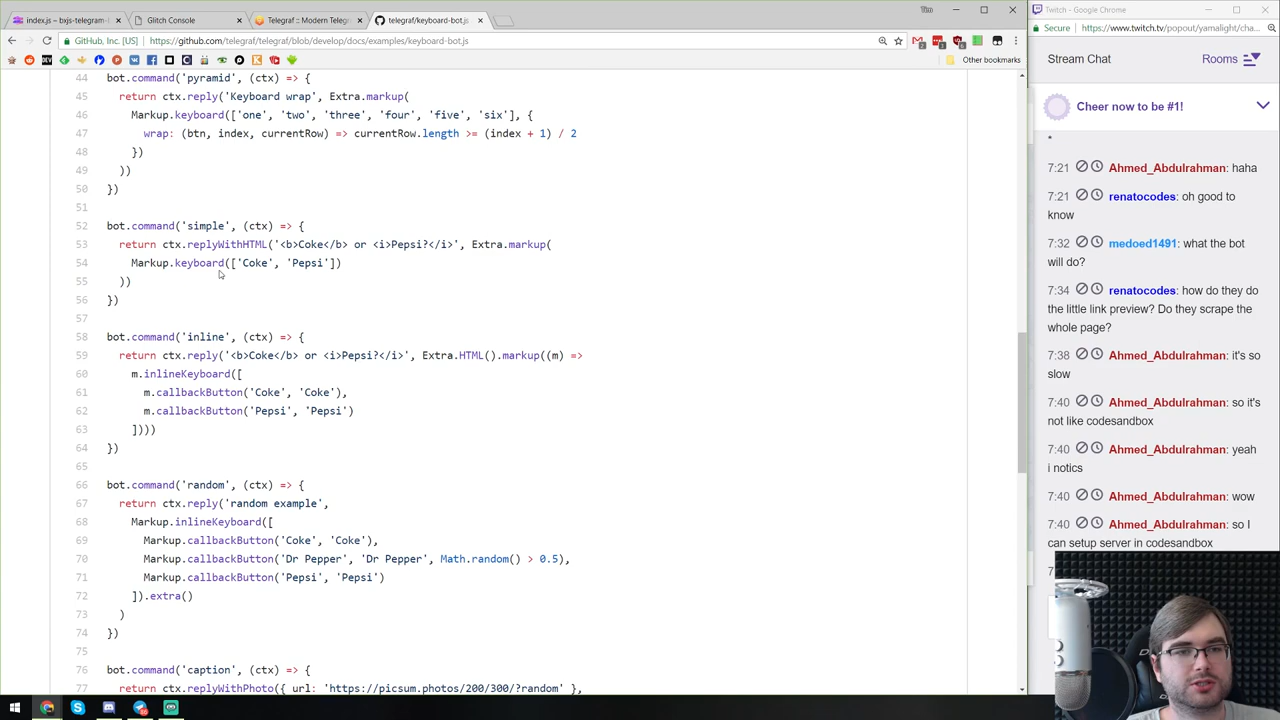 index.js ~ bxjs-telegram-
Glitch Console
Telegraf :: Modern Telegra
telegraf/keyboard-bot.js
Tim
GitHub, Inc. [US]
https://github.com/telegraf/telegraf/blob/develop/docs/examples/keyboard-bot.js
Other bookmarks
44 bot.command('pyramid', (ctx) => {
45 return ctx.reply('Keyboard wrap', Extra.markup(
46 Markup.keyboard(['one', 'two', 'three', 'four', 'five', 'six'], {
47 wrap: (btn, index, currentRow) => currentRow.length >= (index + 1) / 2
48 })
49 ))
50 })
51
52 bot.command('simple', (ctx) => {
53 return ctx.replyWithHTML('<b>Coke</b> or <i>Pepsi?</i>', Extra.markup(
54 Markup.keyboard(['Coke', 'Pepsi'])
55 ))
56 })
57
58 bot.command('inline', (ctx) => {
59 return ctx.reply('<b>Coke</b> or <i>Pepsi?</i>', Extra.HTML().markup((m) =>
60 m.inlineKeyboard([
61 m.callbackButton('Coke', 'Coke'),
62 m.callbackButton('Pepsi', 'Pepsi')
63 ])))
64 })
65
66 bot.command('random', (ctx) => {
67 return ctx.reply('random example',
68 Markup.inlineKeyboard([
69 Markup.callbackButton('Coke', 'Coke'),
70 Markup.callbackButton('Dr Pepper', 'Dr Pepper', Math.random() > 0.5),
71 Markup.callbackButton('Pepsi', 'Pepsi')
72 ]).extra()
73 )
74 })
75
76 bot.command('caption', (ctx) => {
77 return ctx.replyWithPhoto({ url: 'https://picsum.photos/200/300/?random' },
Twitch - Google Chrome
Secure
https://www.twitch.tv/popout/yamalight/cha...
Stream Chat
Rooms
Cheer now to be #1!
7:21 Ahmed_Abdulrahman: haha
7:21 renatocodes: oh good to
know
7:32 medoed1491: what the bot
will do?
7:34 renatocodes: how do they do
the little link preview? Do they scrape the
whole page?
7:38 Ahmed_Abdulrahman: it's so
slow
7:40 Ahmed_Abdulrahman: so it's
not like codesandbox
7:40 Ahmed_Abdulrahman: yeah
i notics
7:40 Ahmed_Abdulrahman: wow
7:40 Ahmed_Abdulrahman: so I
can setup server in codesandbox